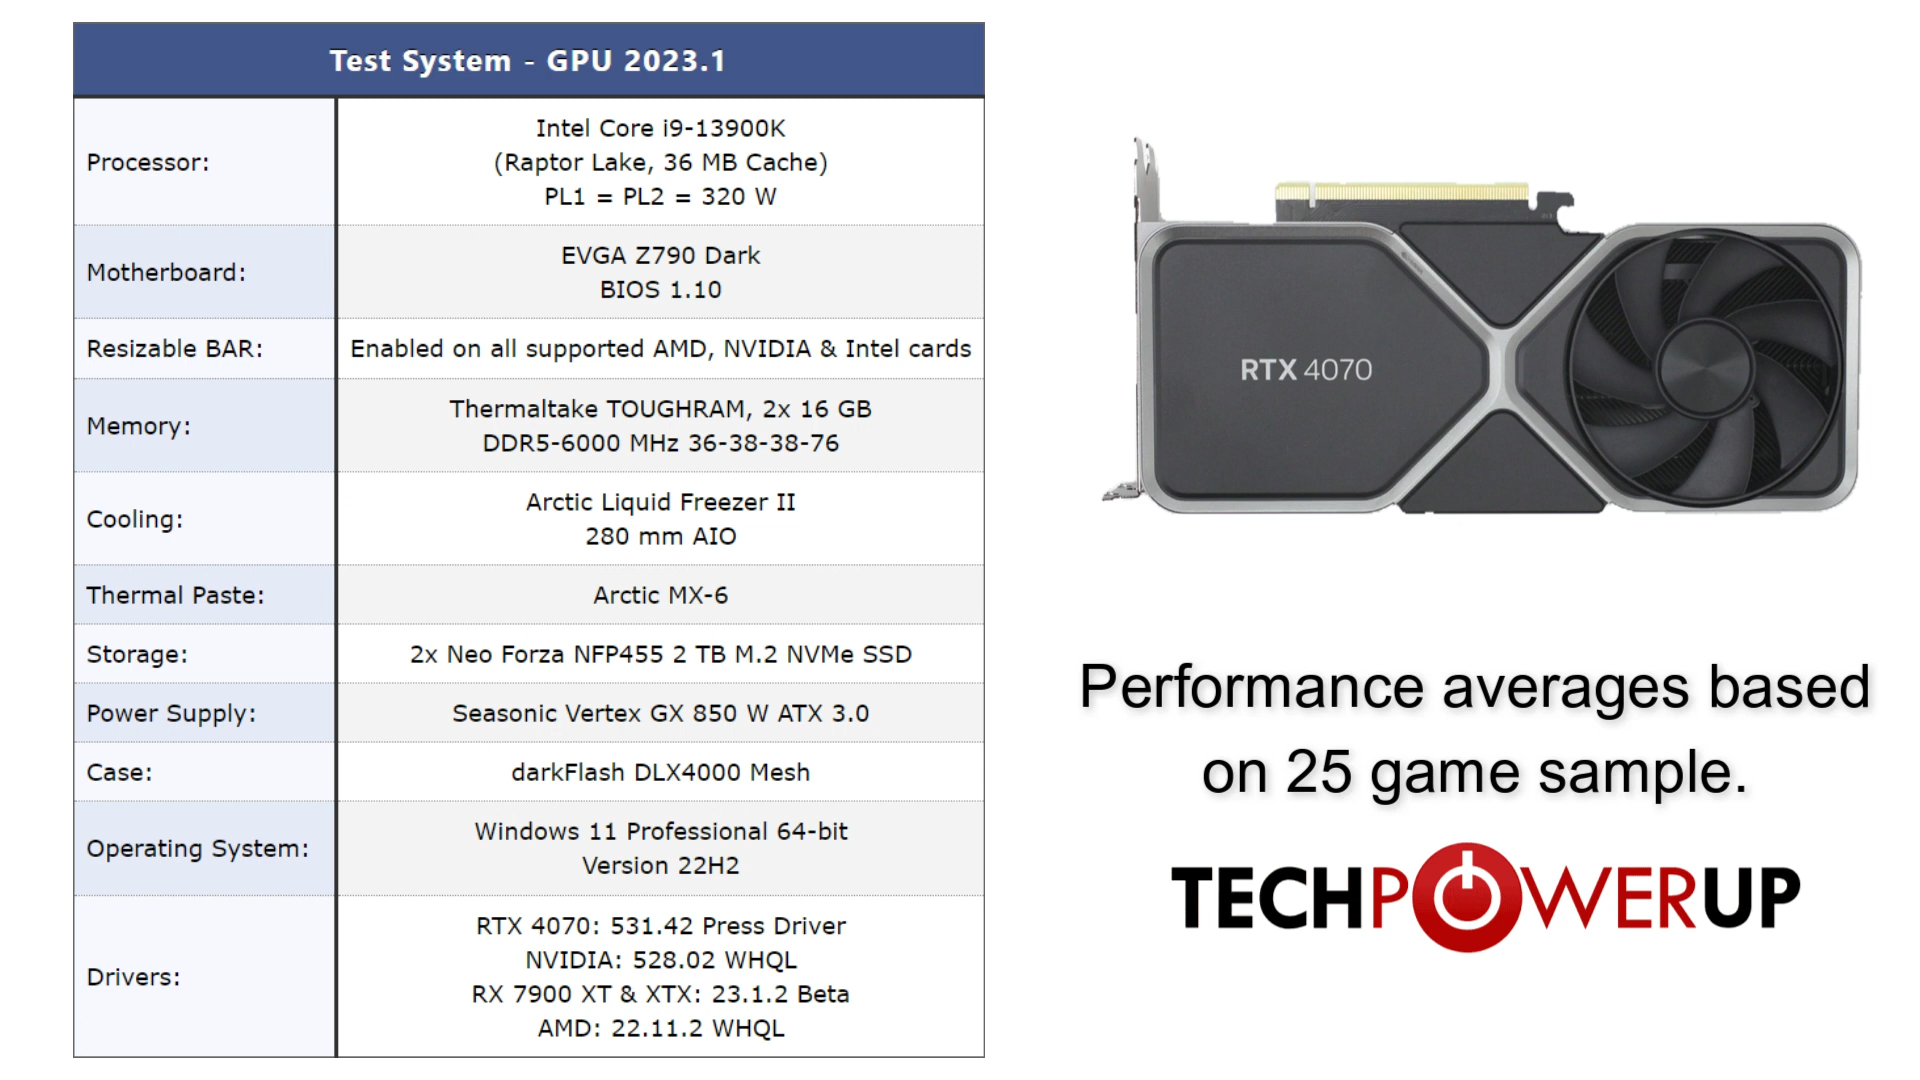 Test System - GPU 2023.1
Processor:
Intel Core i9-13900K
(Raptor Lake, 36 MB Cache)
PL1 = PL2 = 320 W
Motherboard:
EVGA Z790 Dark
BIOS 1.10
Resizable BAR:
Enabled on all supported AMD, NVIDIA & Intel cards
Memory:
Thermaltake TOUGHRAM, 2x 16 GB
DDR5-6000 MHz 36-38-38-76
Cooling:
Arctic Liquid Freezer II
280 mm AIO
Thermal Paste:
Arctic MX-6
Storage:
2x Neo Forza NFP455 2 TB M.2 NVMe SSD
Power Supply:
Seasonic Vertex GX 850 W ATX 3.0
Case:
darkFlash DLX4000 Mesh
Operating System:
Windows 11 Professional 64-bit
Version 22H2
Drivers:
RTX 4070: 531.42 Press Driver
NVIDIA: 528.02 WHQL
RX 7900 XT & XTX: 23.1.2 Beta
AMD: 22.11.2 WHQL
RTX 4070
Performance averages based
on 25 game sample.
TECHPOWERUP